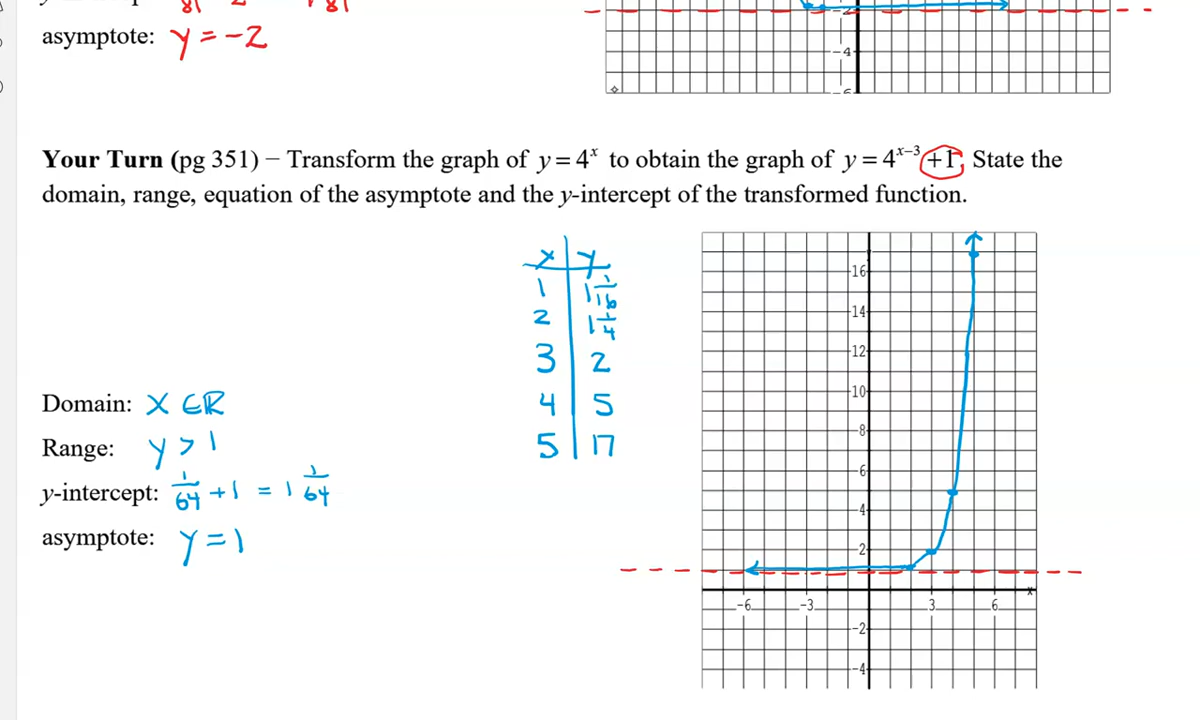 asymptote: y = -2
-2
-4
Your Turn (pg 351) – Transform the graph of y = 4ˣ to obtain the graph of y = 4ˣ⁻³ +1. State the
domain, range, equation of the asymptote and the y-intercept of the transformed function.
x y
1 1 1/16
2 1 1/4
3 2
4 5
5 17
Domain: X ∈ R
Range: y > 1
y-intercept: 1/64 + 1 = 1 1/64
asymptote: y = 1
16
14
12
10
8
6
4
2
-6 -3 3 6 x
-2
-4